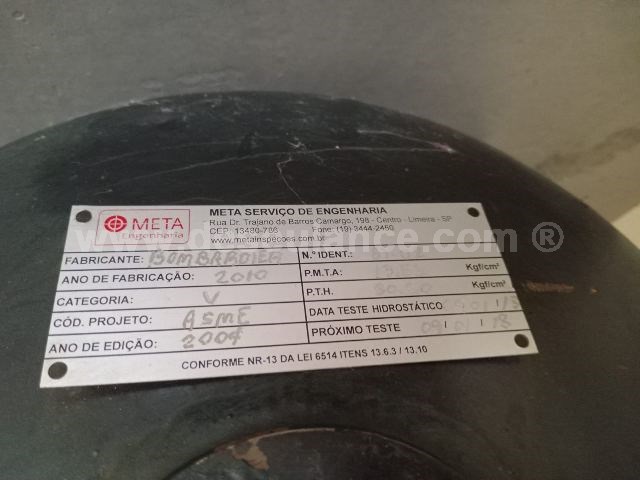 META
Engenharia
META SERVIÇO DE ENGENHARIA
Rua Dr. Trajano de Barros Camargo, 198 - Centro - Limeira - SP
CEP: 13480-786 Fone: (19) 3444-2460
www.metainspecoes.com.br
FABRICANTE: BOMBARDIER
ANO DE FABRICAÇÃO: 2010
CATEGORIA: V
CÓD. PROJETO: ASME
ANO DE EDIÇÃO: 2004
N.º IDENT.:
P.M.T.A: Kgf/cm²
P.T.H: Kgf/cm²
DATA TESTE HIDROSTÁTICO
PRÓXIMO TESTE
CONFORME NR-13 DA LEI 6514 ITENS 13.6.3 / 13.10